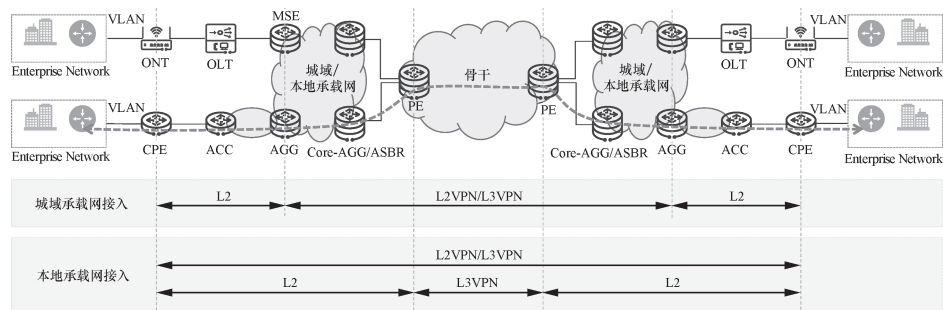 VLAN
MSE
VLAN
Enterprise Network
ONT
OLT
城域/
本地承载网
骨干
城域/
本地承载网
OLT
ONT
Enterprise Network
PE
PE
VLAN
VLAN
Enterprise Network
CPE
ACC
AGG
Core-AGG/ASBR
Core-AGG/ASBR
AGG
ACC
CPE
Enterprise Network
城域承载网接入
L2
L2VPN/L3VPN
L2
本地承载网接入
L2VPN/L3VPN
L2
L3VPN
L2